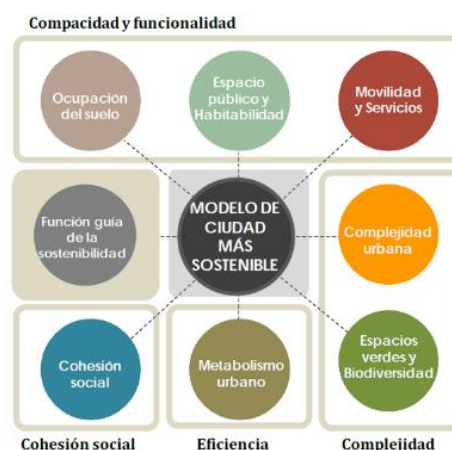 Compacidad y funcionalidad
Ocupación
del suelo
Espacio
público y
Habitabilidad
Movilidad
y Servicios
Función guía
de la
sostenibilidad
MODELO DE
CIUDAD
MÁS
SOSTENIBLE
Complejidad
urbana
Cohesión
social
Metabolismo
urbano
Espacios
verdes y
Biodiversidad
Cohesión social
Eficiencia
Complejidad